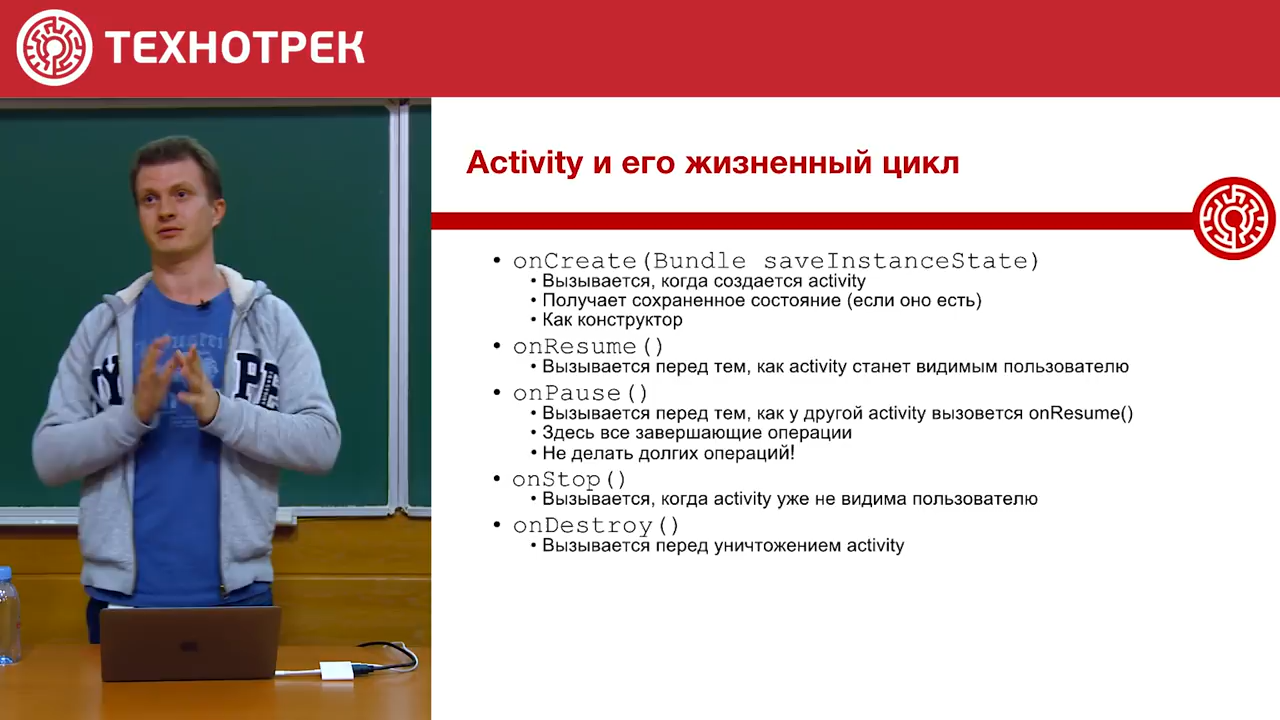 ТЕХНОТРЕК
Activity и его жизненный цикл
• onCreate(Bundle saveInstanceState)
• Вызывается, когда создается activity
• Получает сохраненное состояние (если оно есть)
• Как конструктор
• onResume()
• Вызывается перед тем, как activity станет видимым пользователю
• onPause()
• Вызывается перед тем, как у другой activity вызовется onResume()
• Здесь все завершающие операции
• Не делать долгих операций!
• onStop()
• Вызывается, когда activity уже не видима пользователю
• onDestroy()
• Вызывается перед уничтожением activity